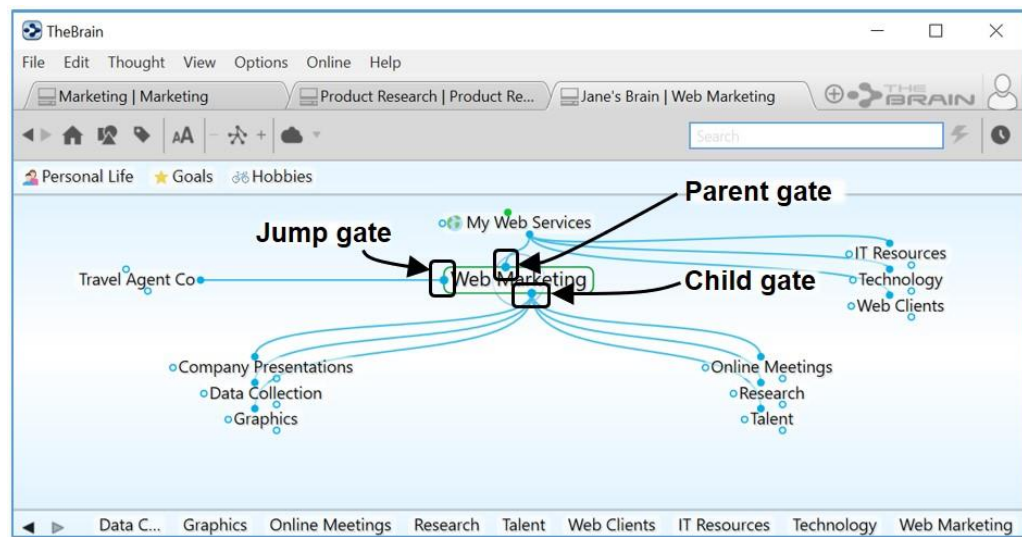 TheBrain
File Edit Thought View Options Online Help
Marketing | Marketing Product Research | Product Re... Jane's Brain | Web Marketing THE BRAIN
AA Search
Personal Life Goals Hobbies
Parent gate
My Web Services
Jump gate
IT Resources
Travel Agent Co Web Marketing Child gate Technology
Web Clients
Company Presentations Online Meetings
Data Collection Research
Graphics Talent
Data C... Graphics Online Meetings Research Talent Web Clients IT Resources Technology Web Marketing